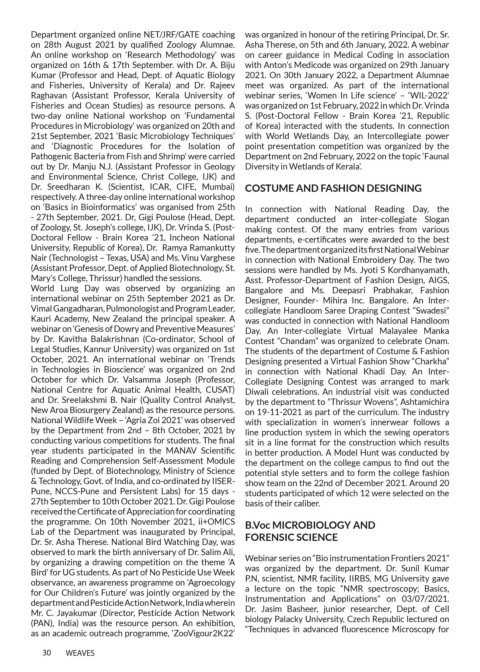 Department organized online NET/JRF/GATE coaching
on 28th August 2021 by qualified Zoology Alumnae.
An online workshop on 'Research Methodology' was
organized on 16th & 17th September. with Dr. A. Biju
Kumar (Professor and Head, Dept. of Aquatic Biology
and Fisheries, University of Kerala) and Dr. Rajeev
Raghavan (Assistant Professor, Kerala University of
Fisheries and Ocean Studies) as resource persons. A
two-day online National workshop on 'Fundamental
Procedures in Microbiology' was organized on 20th and
21st September, 2021 'Basic Microbiology Techniques'
and 'Diagnostic Procedures for the Isolation of
Pathogenic Bacteria from Fish and Shrimp' were carried
out by Dr. Manju N.J. (Assistant Professor in Geology
and Environmental Science, Christ College, IJK) and
Dr. Sreedharan K. (Scientist, ICAR, CIFE, Mumbai)
respectively. A three-day online international workshop
on 'Basics in Bioinformatics' was organised from 25th
- 27th September, 2021. Dr, Gigi Poulose (Head, Dept.
of Zoology, St. Joseph's college, IJK), Dr. Vrinda S. (Post-
Doctoral Fellow - Brain Korea '21, Incheon National
University, Republic of Korea), Dr. Ramya Ramankutty
Nair (Technologist – Texas, USA) and Ms. Vinu Varghese
(Assistant Professor, Dept. of Applied Biotechnology, St.
Mary's College, Thrissur) handled the sessions.
World Lung Day was observed by organizing an
international webinar on 25th September 2021 as Dr.
Vimal Gangadharan, Pulmonologist and Program Leader,
Kauri Academy, New Zealand the principal speaker. A
webinar on 'Genesis of Dowry and Preventive Measures'
by Dr. Kavitha Balakrishnan (Co-ordinator, School of
Legal Studies, Kannur University) was organized on 1st
October, 2021. An international webinar on 'Trends
in Technologies in Bioscience' was organized on 2nd
October for which Dr. Valsamma Joseph (Professor,
National Centre for Aquatic Animal Health, CUSAT)
and Dr. Sreelakshmi B. Nair (Quality Control Analyst,
New Aroa Biosurgery Zealand) as the resource persons.
National Wildlife Week – 'Agria Zoi 2021' was observed
by the Department from 2nd – 8th October, 2021 by
conducting various competitions for students. The final
year students participated in the MANAV Scientific
Reading and Comprehension Self-Assessment Module
(funded by Dept. of Biotechnology, Ministry of Science
& Technology, Govt. of India, and co-ordinated by IISER-
Pune, NCCS-Pune and Persistent Labs) for 15 days -
27th September to 10th October 2021. Dr. Gigi Poulose
received the Certificate of Appreciation for coordinating
the programme. On 10th November 2021, ii+OMICS
Lab of the Department was inaugurated by Principal,
Dr. Sr. Asha Therese. National Bird Watching Day, was
observed to mark the birth anniversary of Dr. Salim Ali,
by organizing a drawing competition on the theme 'A
Bird' for UG students. As part of No Pesticide Use Week
observance, an awareness programme on 'Agroecology
for Our Children's Future' was jointly organized by the
department and Pesticide Action Network, India wherein
Mr. C. Jayakumar (Director, Pesticide Action Network
(PAN), India) was the resource person. An exhibition,
as an academic outreach programme, 'ZooVigour2K22'
was organized in honour of the retiring Principal, Dr. Sr.
Asha Therese, on 5th and 6th January, 2022. A webinar
on career guidance in Medical Coding in association
with Anton's Medicode was organized on 29th January
2021. On 30th January 2022, a Department Alumnae
meet was organized. As part of the international
webinar series, 'Women In Life science' – 'WIL-2022'
was organized on 1st February, 2022 in which Dr. Vrinda
S. (Post-Doctoral Fellow - Brain Korea '21, Republic
of Korea) interacted with the students. In connection
with World Wetlands Day, an Intercollegiate power
point presentation competition was organized by the
Department on 2nd February, 2022 on the topic 'Faunal
Diversity in Wetlands of Kerala'.
COSTUME AND FASHION DESIGNING
In connection with National Reading Day, the
department conducted an inter-collegiate Slogan
making contest. Of the many entries from various
departments, e-certificates were awarded to the best
five. The department organized its first National Webinar
in connection with National Embroidery Day. The two
sessions were handled by Ms. Jyoti S Kordhanyamath,
Asst. Professor-Department of Fashion Design, AIGS,
Bangalore and Ms. Deepasri Prabhakar, Fashion
Designer, Founder- Mihira Inc. Bangalore. An Inter-
collegiate Handloom Saree Draping Contest "Swadesi"
was conducted in connection with National Handloom
Day. An Inter-collegiate Virtual Malayalee Manka
Contest "Chandam" was organized to celebrate Onam.
The students of the department of Costume & Fashion
Designing presented a Virtual Fashion Show "Charkha"
in connection with National Khadi Day. An Inter-
Collegiate Designing Contest was arranged to mark
Diwali celebrations. An industrial visit was conducted
by the department to "Thrissur Wovens", Ashtamichira
on 19-11-2021 as part of the curriculum. The industry
with specialization in women's innerwear follows a
line production system in which the sewing operators
sit in a line format for the construction which results
in better production. A Model Hunt was conducted by
the department on the college campus to find out the
potential style setters and to form the college fashion
show team on the 22nd of December 2021. Around 20
students participated of which 12 were selected on the
basis of their caliber.
B.Voc MICROBIOLOGY AND
FORENSIC SCIENCE
Webinar series on "Bio instrumentation Frontiers 2021"
was organized by the department. Dr. Sunil Kumar
P.N, scientist, NMR facility, IIRBS, MG University gave
a lecture on the topic "NMR spectroscopy; Basics,
Instrumentation and Applications" on 03/07/2021.
Dr. Jasim Basheer, junior researcher, Dept. of Cell
biology Palacky University, Czech Republic lectured on
"Techniques in advanced fluorescence Microscopy for
30 WEAVES